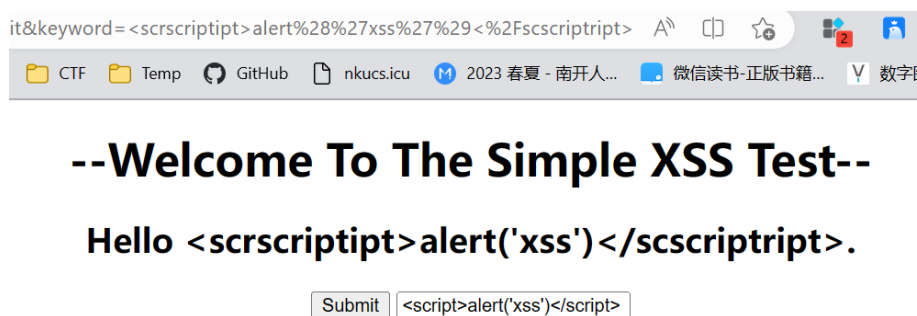 it&keyword=<scrscriptipt>alert%28%27xss%27%29<%2Fscscriptript> A 2
CTF Temp GitHub nkucs.icu M 2023 春夏 - 南开人... 微信读书-正版书籍... Y 数字
--Welcome To The Simple XSS Test--
Hello <scrscriptipt>alert('xss')</scscriptript>.
Submit <script>alert('xss')</script>